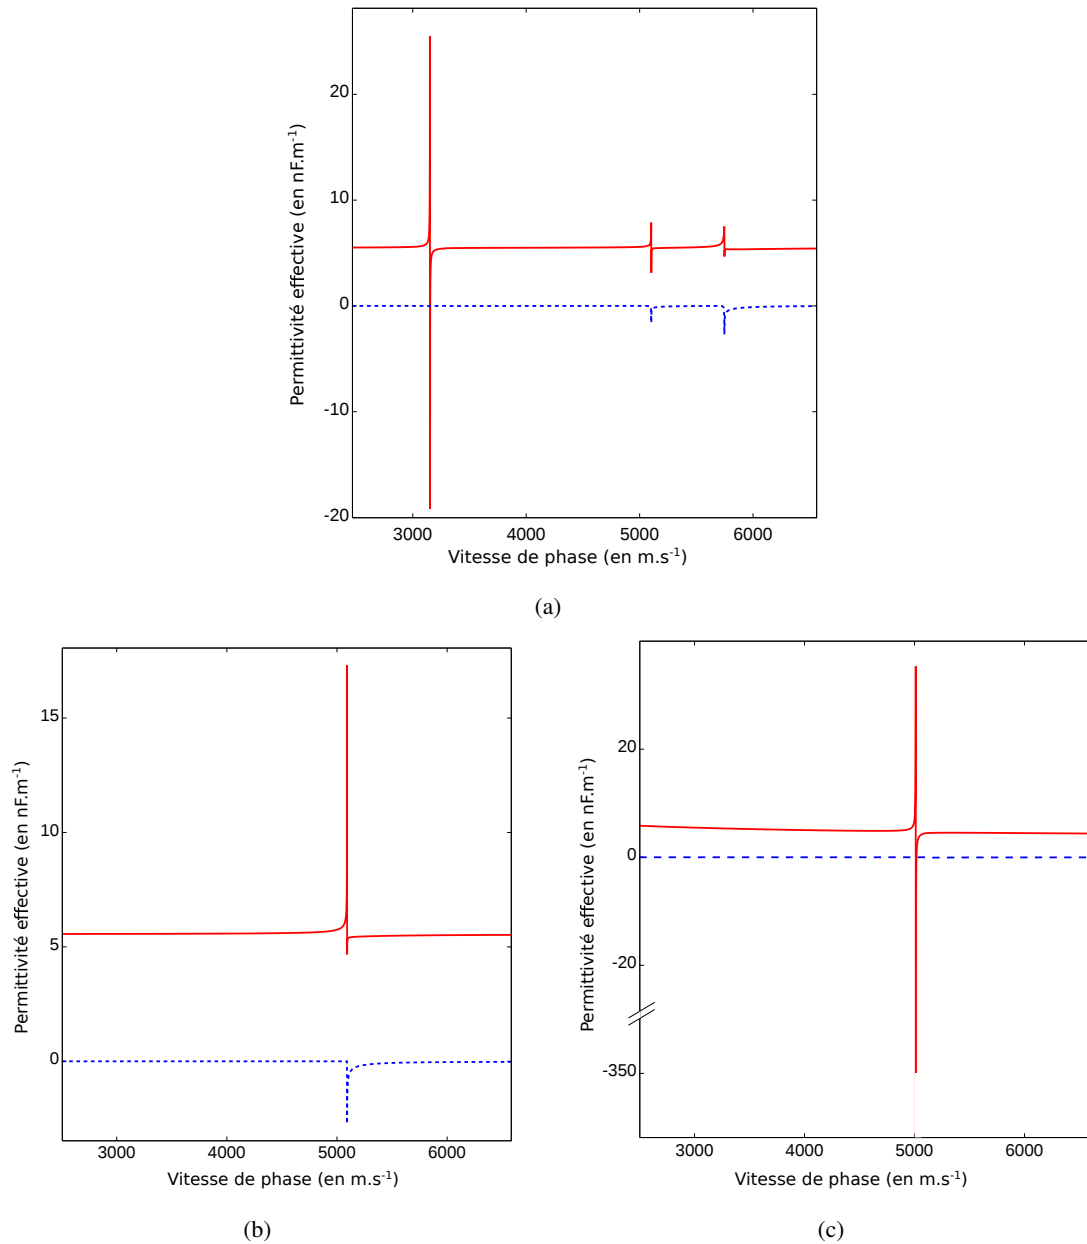 20
10
0
-10
-20
Permittivité effective (en nF.m-1)
3000 4000 5000 6000
Vitesse de phase (en m.s-1)
(a)
15
10
5
0
Permittivité effective (en nF.m-1)
3000 4000 5000 6000
Vitesse de phase (en m.s-1)
(b)
20
0
-20
-350
Permittivité effective (en nF.m-1)
3000 4000 5000 6000
Vitesse de phase (en m.s-1)
(c)